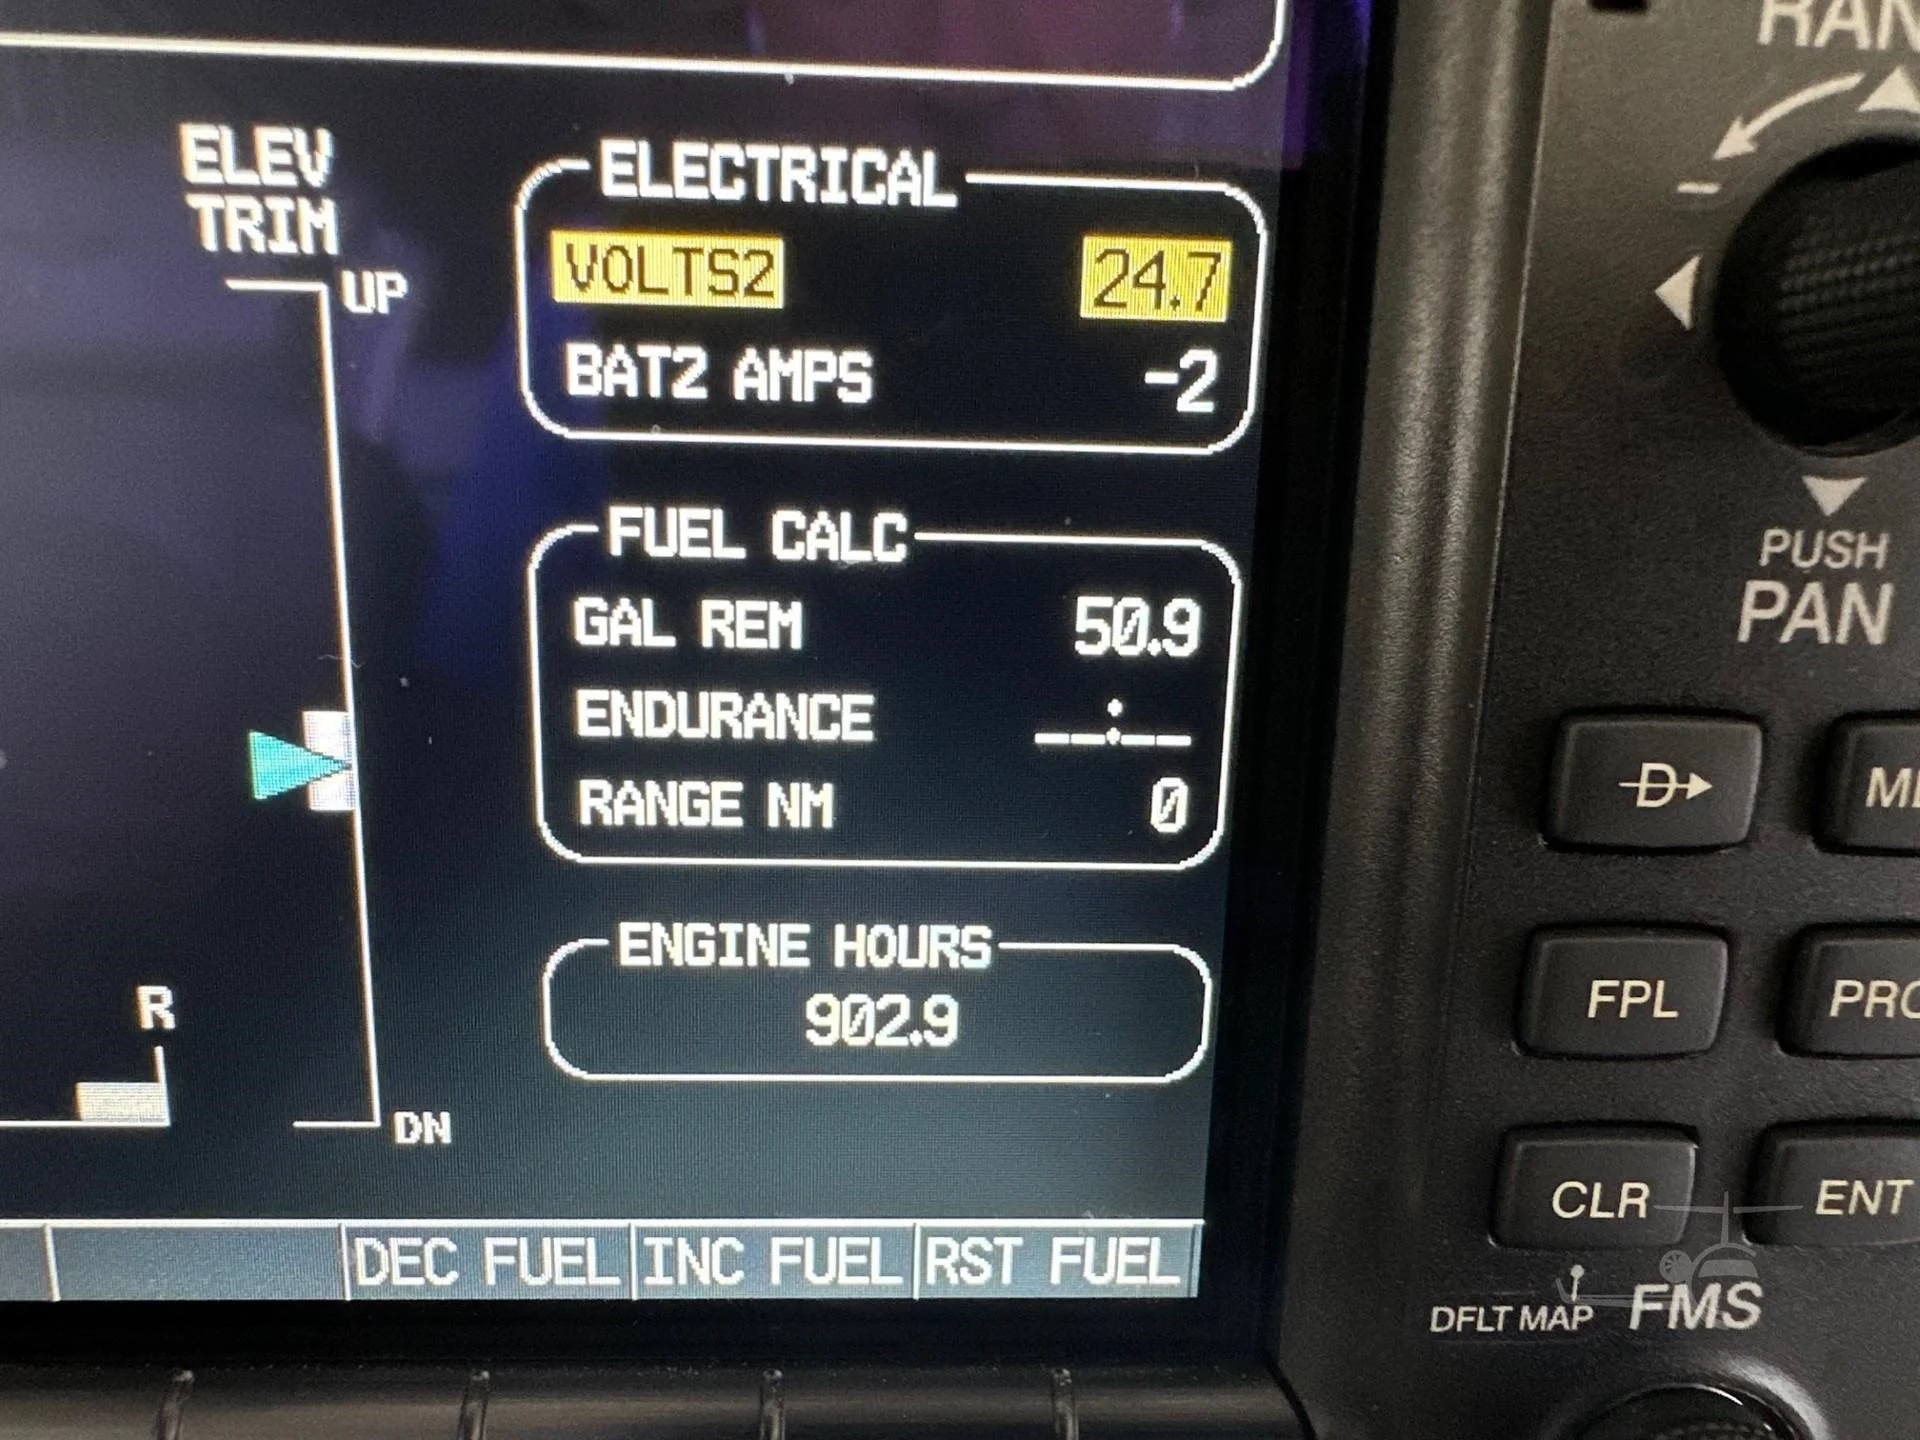 ELEV
TRIM
UP
ELECTRICAL
VOLTS2 24.7
BAT2 AMPS -2
FUEL CALC
GAL REM 50.9
ENDURANCE __:__
RANGE NM 0
ENGINE HOURS
902.9
R
DN
DEC FUEL INC FUEL RST FUEL
RAN
-
PUSH
PAN
D
FPL PRO
CLR ENT
DFLT MAP FMS